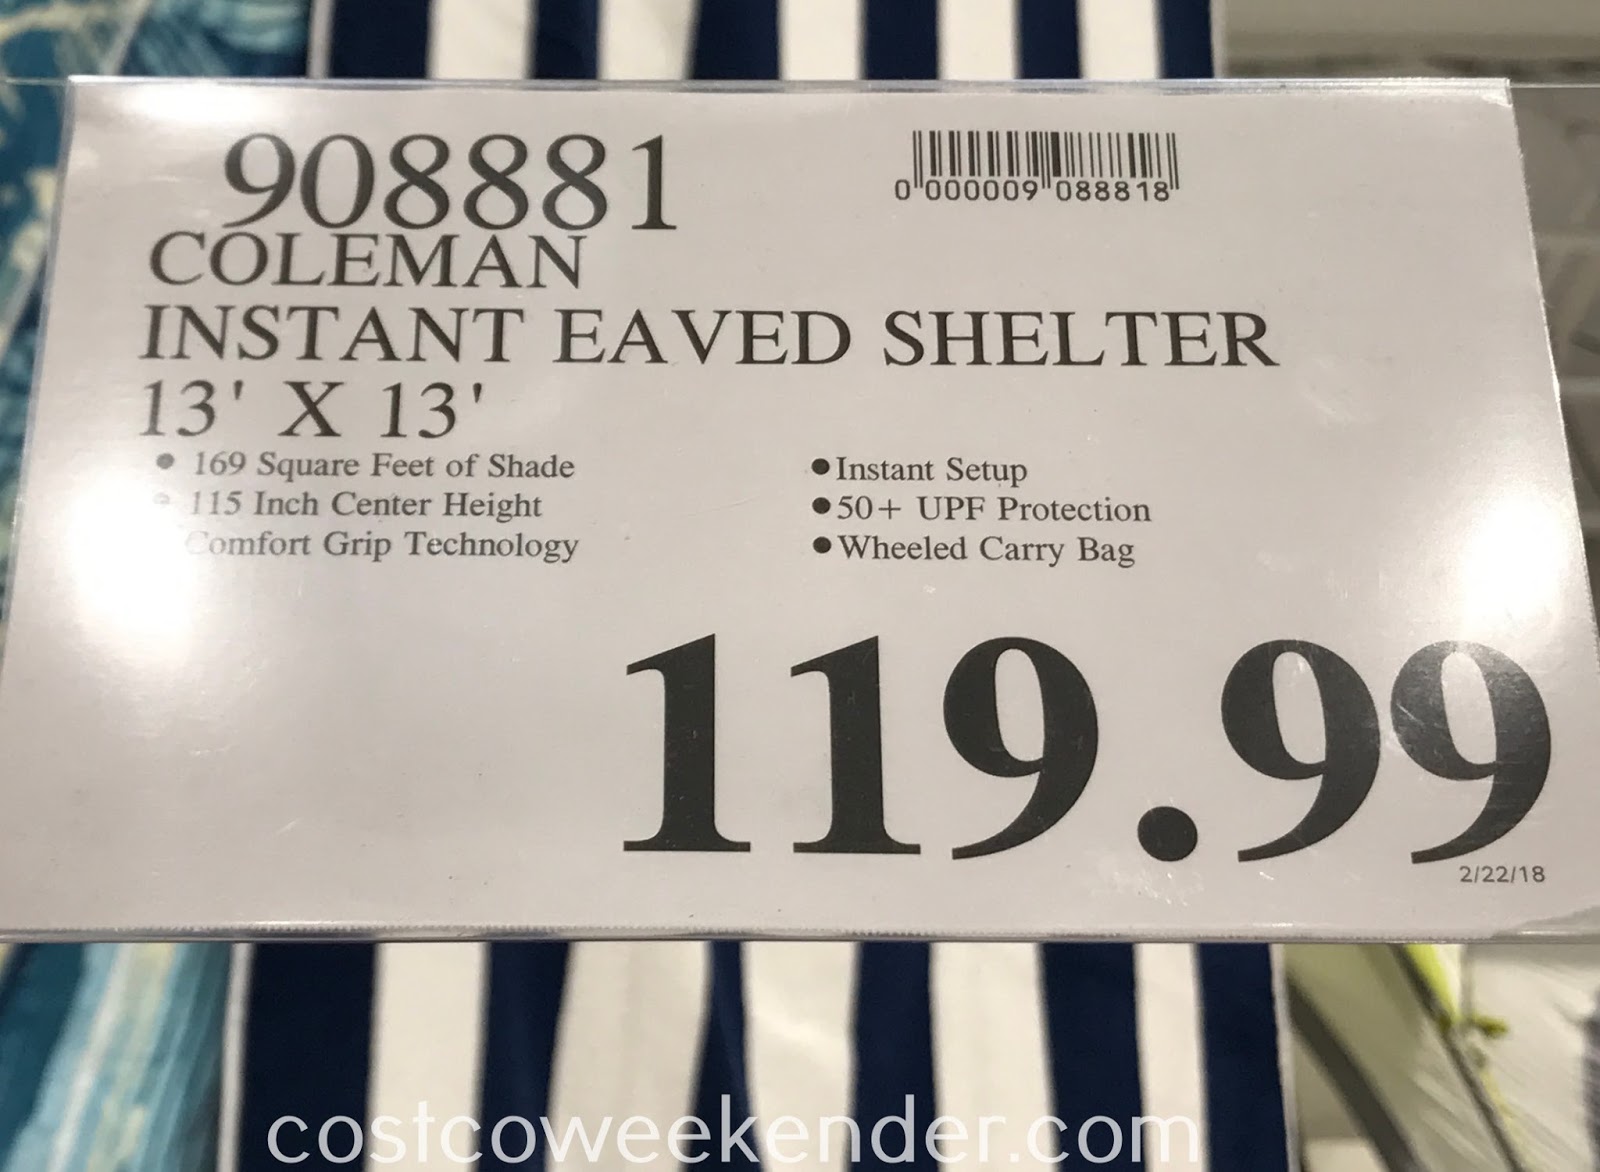 908881
0 000009 088818
COLEMAN
INSTANT EAVED SHELTER
13' X 13'
• 169 Square Feet of Shade
• 115 Inch Center Height
Comfort Grip Technology
• Instant Setup
• 50+ UPF Protection
• Wheeled Carry Bag
119.99
2/22/18
costcoweekender.com